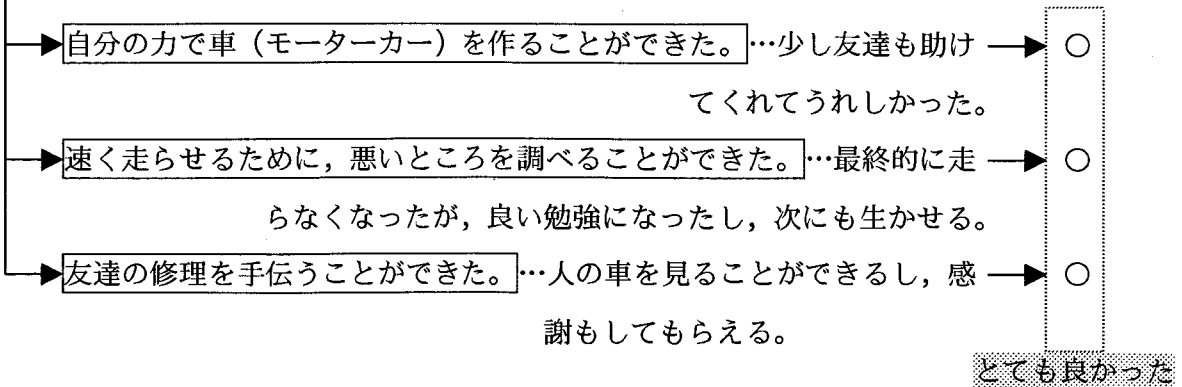 自分の力で車（モーターカー）を作ることができた。…少し友達も助け ○
てくれてうれしかった。
速く走らせるために，悪いところを調べることができた。…最終的に走 ○
らなくなったが，良い勉強になったし，次にも生かせる。
友達の修理を手伝うことができた。…人の車を見ることができるし，感 ○
謝もしてもらえる。
とても良かった